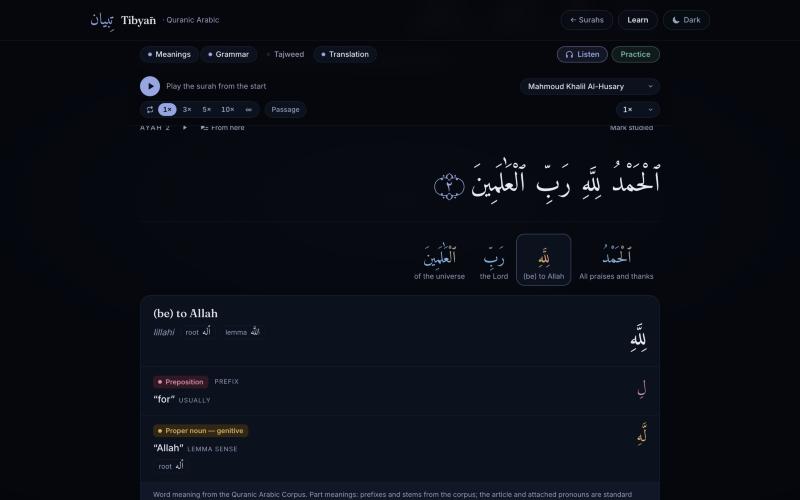 تِبيان Tibyān · Quranic Arabic ← Surahs Learn Dark
Meanings Grammar Tajweed Translation Listen Practice
Play the surah from the start Mahmoud Khalil Al-Husary
1× 3× 5× 10× ∞ Passage 1×
AYAH 2 From here Mark studied
ٱلْحَمْدُ لِلَّهِ رَبِّ ٱلْعَٰلَمِينَ ٢
ٱلْحَمْدُ لِلَّهِ رَبِّ ٱلْعَٰلَمِينَ
All praises and thanks (be) to Allah the Lord of the universe
(be) to Allah
lillahi root أله lemma اللَّه لِلَّهِ
Preposition PREFIX لِ
“for” USUALLY
Proper noun — genitive لَّهِ
“Allah” LEMMA SENSE
root أله
Word meaning from the Quranic Arabic Corpus. Part meanings: prefixes and stems from the corpus; the article and attached pronouns are standard